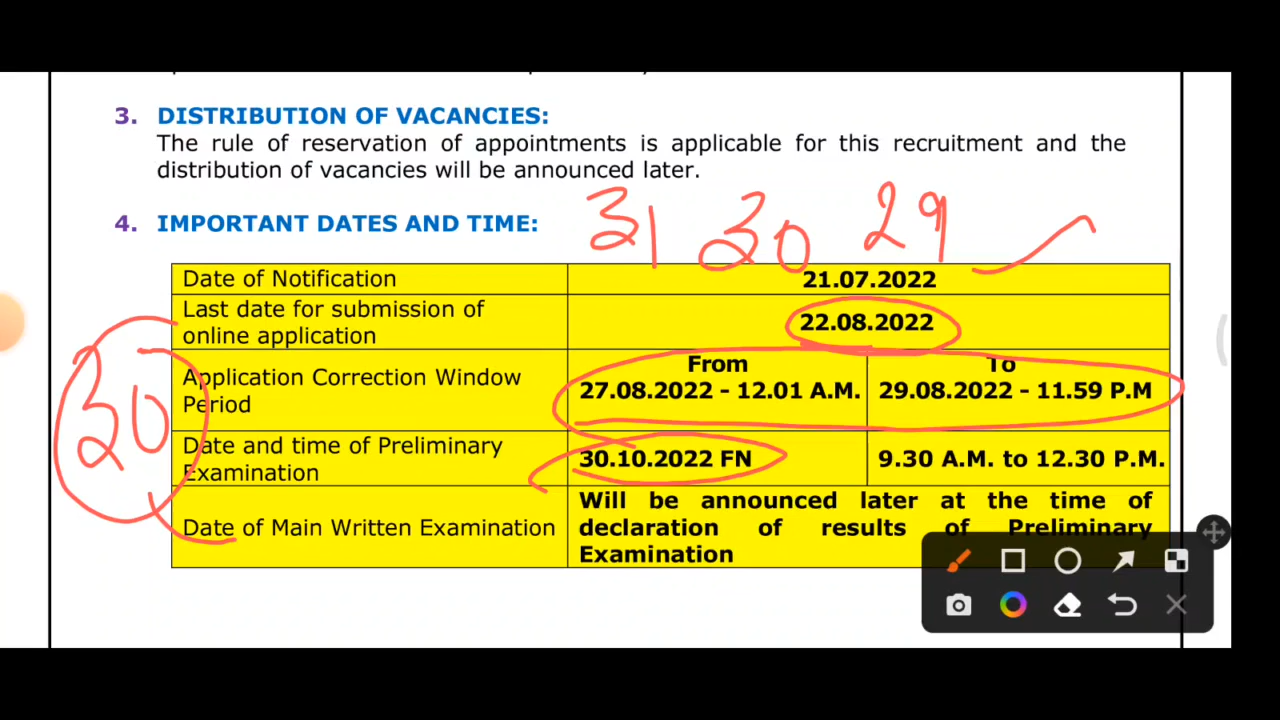 3. DISTRIBUTION OF VACANCIES:
The rule of reservation of appointments is applicable for this recruitment and the
distribution of vacancies will be announced later.
31 30 29
4. IMPORTANT DATES AND TIME:
Date of Notification 21.07.2022
Last date for submission of
online application 22.08.2022
Application Correction Window
Period
From
27.08.2022 - 12.01 A.M.
To
29.08.2022 - 11.59 P.M
30
Date and time of Preliminary
Examination
30.10.2022 FN 9.30 A.M. to 12.30 P.M.
Date of Main Written Examination
Will be announced later at the time of
declaration of results of Preliminary
Examination